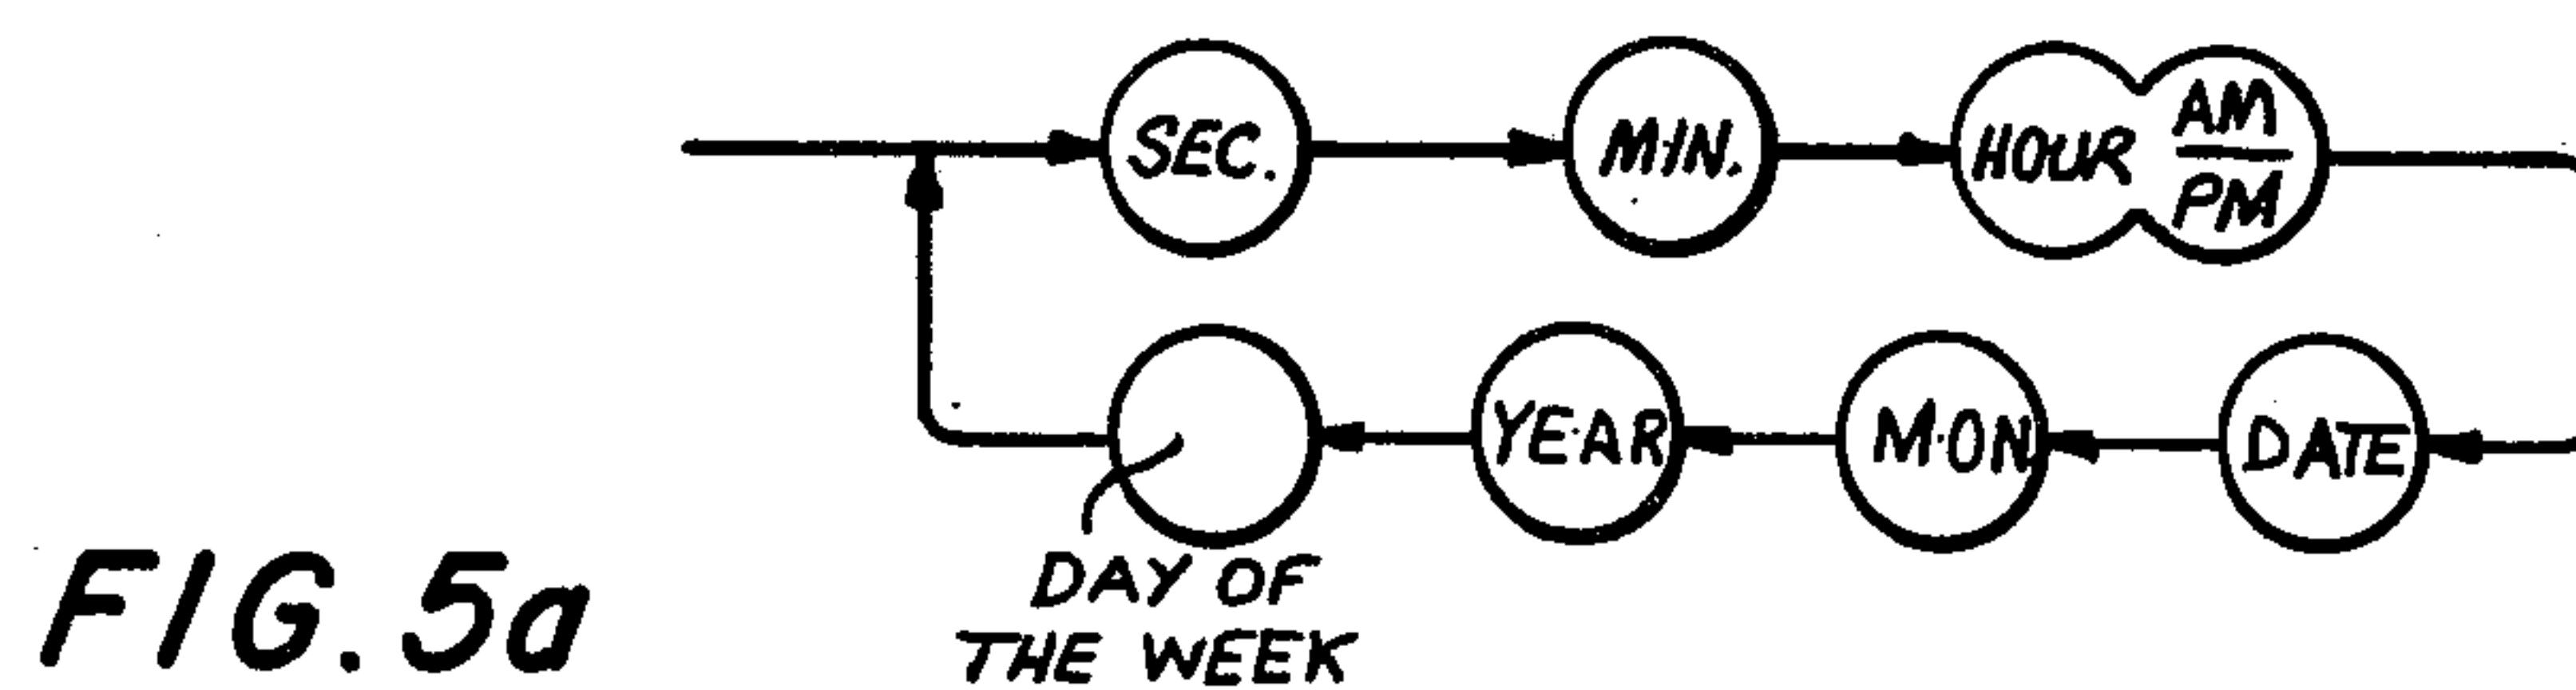 SEC.
MIN.
HOUR
AM
PM
YEAR
MON
DATE
DAY OF
THE WEEK
FIG. 5a